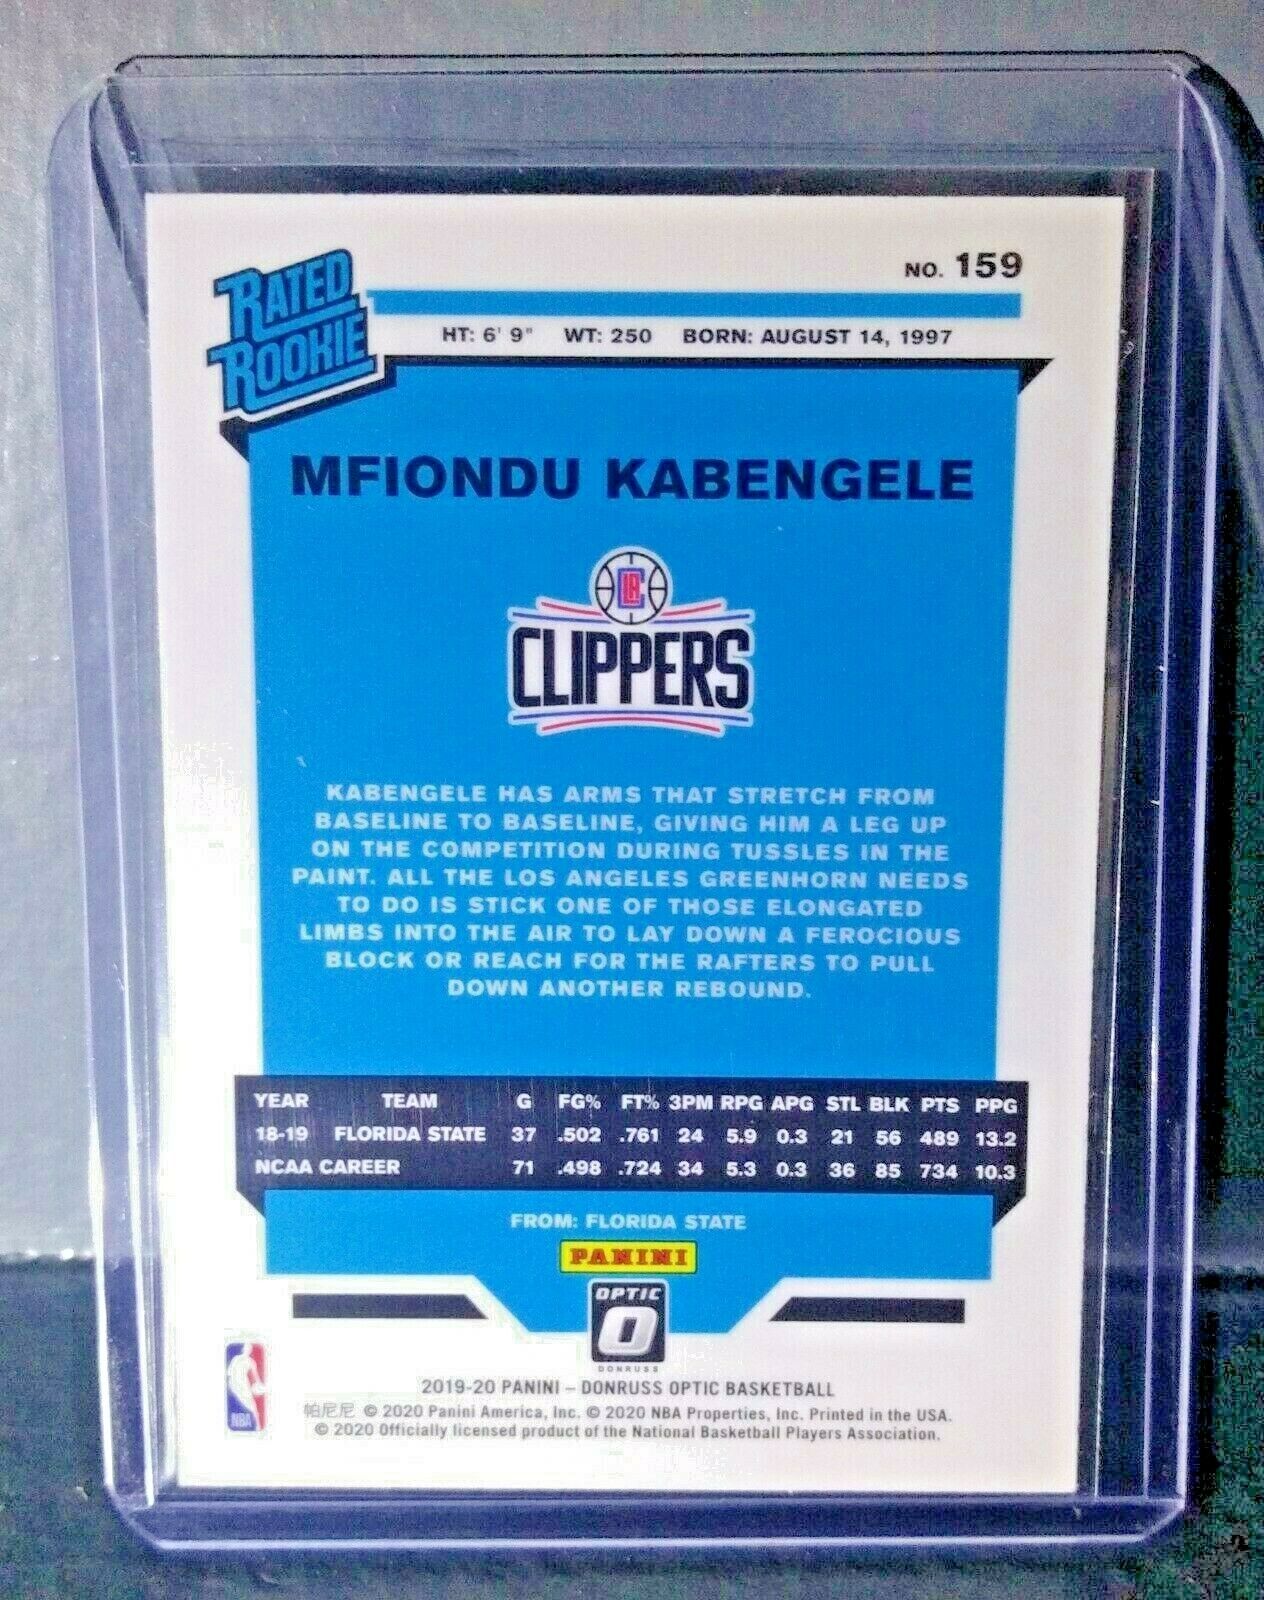 RATED
ROOKIE
NO. 159
HT: 6' 9" WT: 250 BORN: AUGUST 14, 1997
MFIONDU KABENGELE
LAC
CLIPPERS
KABENGELE HAS ARMS THAT STRETCH FROM
BASELINE TO BASELINE, GIVING HIM A LEG UP
ON THE COMPETITION DURING TUSSLES IN THE
PAINT. ALL THE LOS ANGELES GREENHORN NEEDS
TO DO IS STICK ONE OF THOSE ELONGATED
LIMBS INTO THE AIR TO LAY DOWN A FEROCIOUS
BLOCK OR REACH FOR THE RAFTERS TO PULL
DOWN ANOTHER REBOUND.
YEAR TEAM G FG% FT% 3PM RPG APG STL BLK PTS PPG
18-19 FLORIDA STATE 37 .502 .761 24 5.9 0.3 21 56 489 13.2
NCAA CAREER 71 .498 .724 34 5.3 0.3 36 85 734 10.3
FROM: FLORIDA STATE
PANINI
OPTIC
O
DONRUSS
NBA
2019-20 PANINI – DONRUSS OPTIC BASKETBALL
帕尼尼 © 2020 Panini America, Inc. © 2020 NBA Properties, Inc. Printed in the USA.
© 2020 Officially licensed product of the National Basketball Players Association.